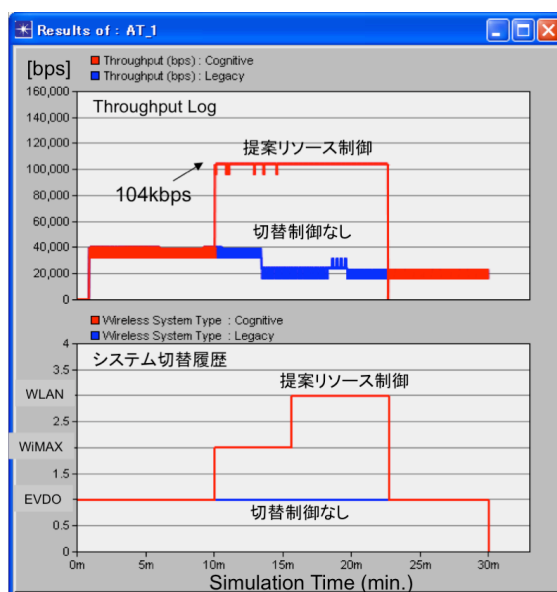 Results of : AT_1
[bps]
Throughput (bps) : Cognitive
Throughput (bps) : Legacy
160,000
140,000
120,000
100,000
80,000
60,000
40,000
20,000
0
Throughput Log
提案リソース制御
104kbps
切替制御なし
Wireless System Type : Cognitive
Wireless System Type : Legacy
4
3.5
WLAN
2.5
WiMAX
1.5
EVDO
0.5
0
システム切替履歴
提案リソース制御
切替制御なし
0m
5m
10m
15m
20m
25m
30m
Simulation Time (min.)